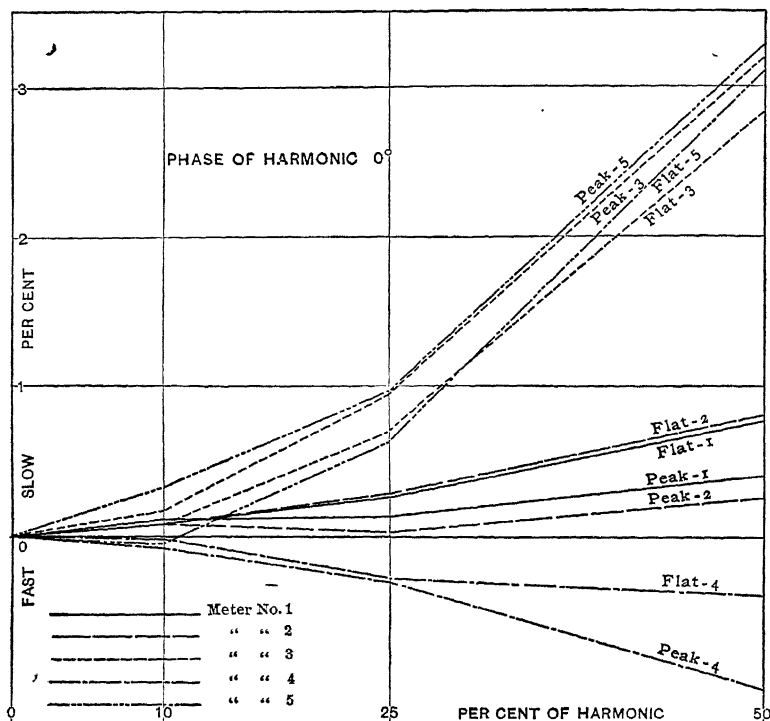 3
PHASE OF HARMONIC 0°
Peak-5
Peak-3
Flat-5
Flat-3
2
PER CENT
1
Flat-2
Flat-1
SLOW
Peak-1
Peak-2
0
FAST
Flat-4
Meter No. 1
“ “ 2
“ “ 3
Peak-4
“ “ 4
“ “ 5
0 10 25 PER CENT OF HARMONIC 50